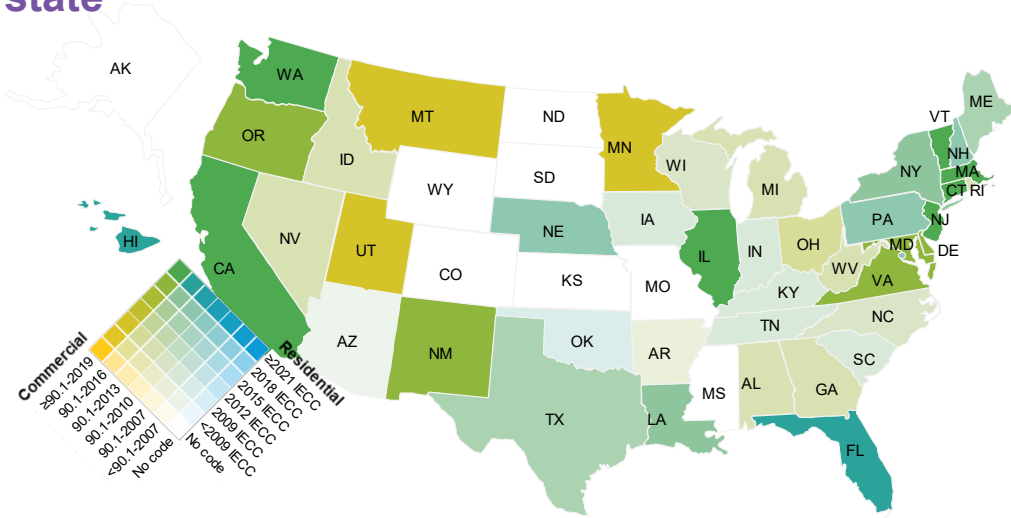 state
AK
WA
MT
ND
MN
VT
ME
OR
ID
WI
NH
SD
NY
MA
WY
MI
CT
RI
IA
PA
NJ
HI
NV
UT
NE
IL
IN
OH
MD
DE
CA
CO
KS
MO
WV
VA
KY
AZ
NM
OK
AR
TN
NC
SC
MS
AL
GA
TX
LA
FL
Commercial
≥90.1-2019
90.1-2016
90.1-2013
90.1-2010
90.1-2007
<90.1-2007
No code
Residential
≥2021 IECC
2018 IECC
2015 IECC
2012 IECC
2009 IECC
<2009 IECC
No code